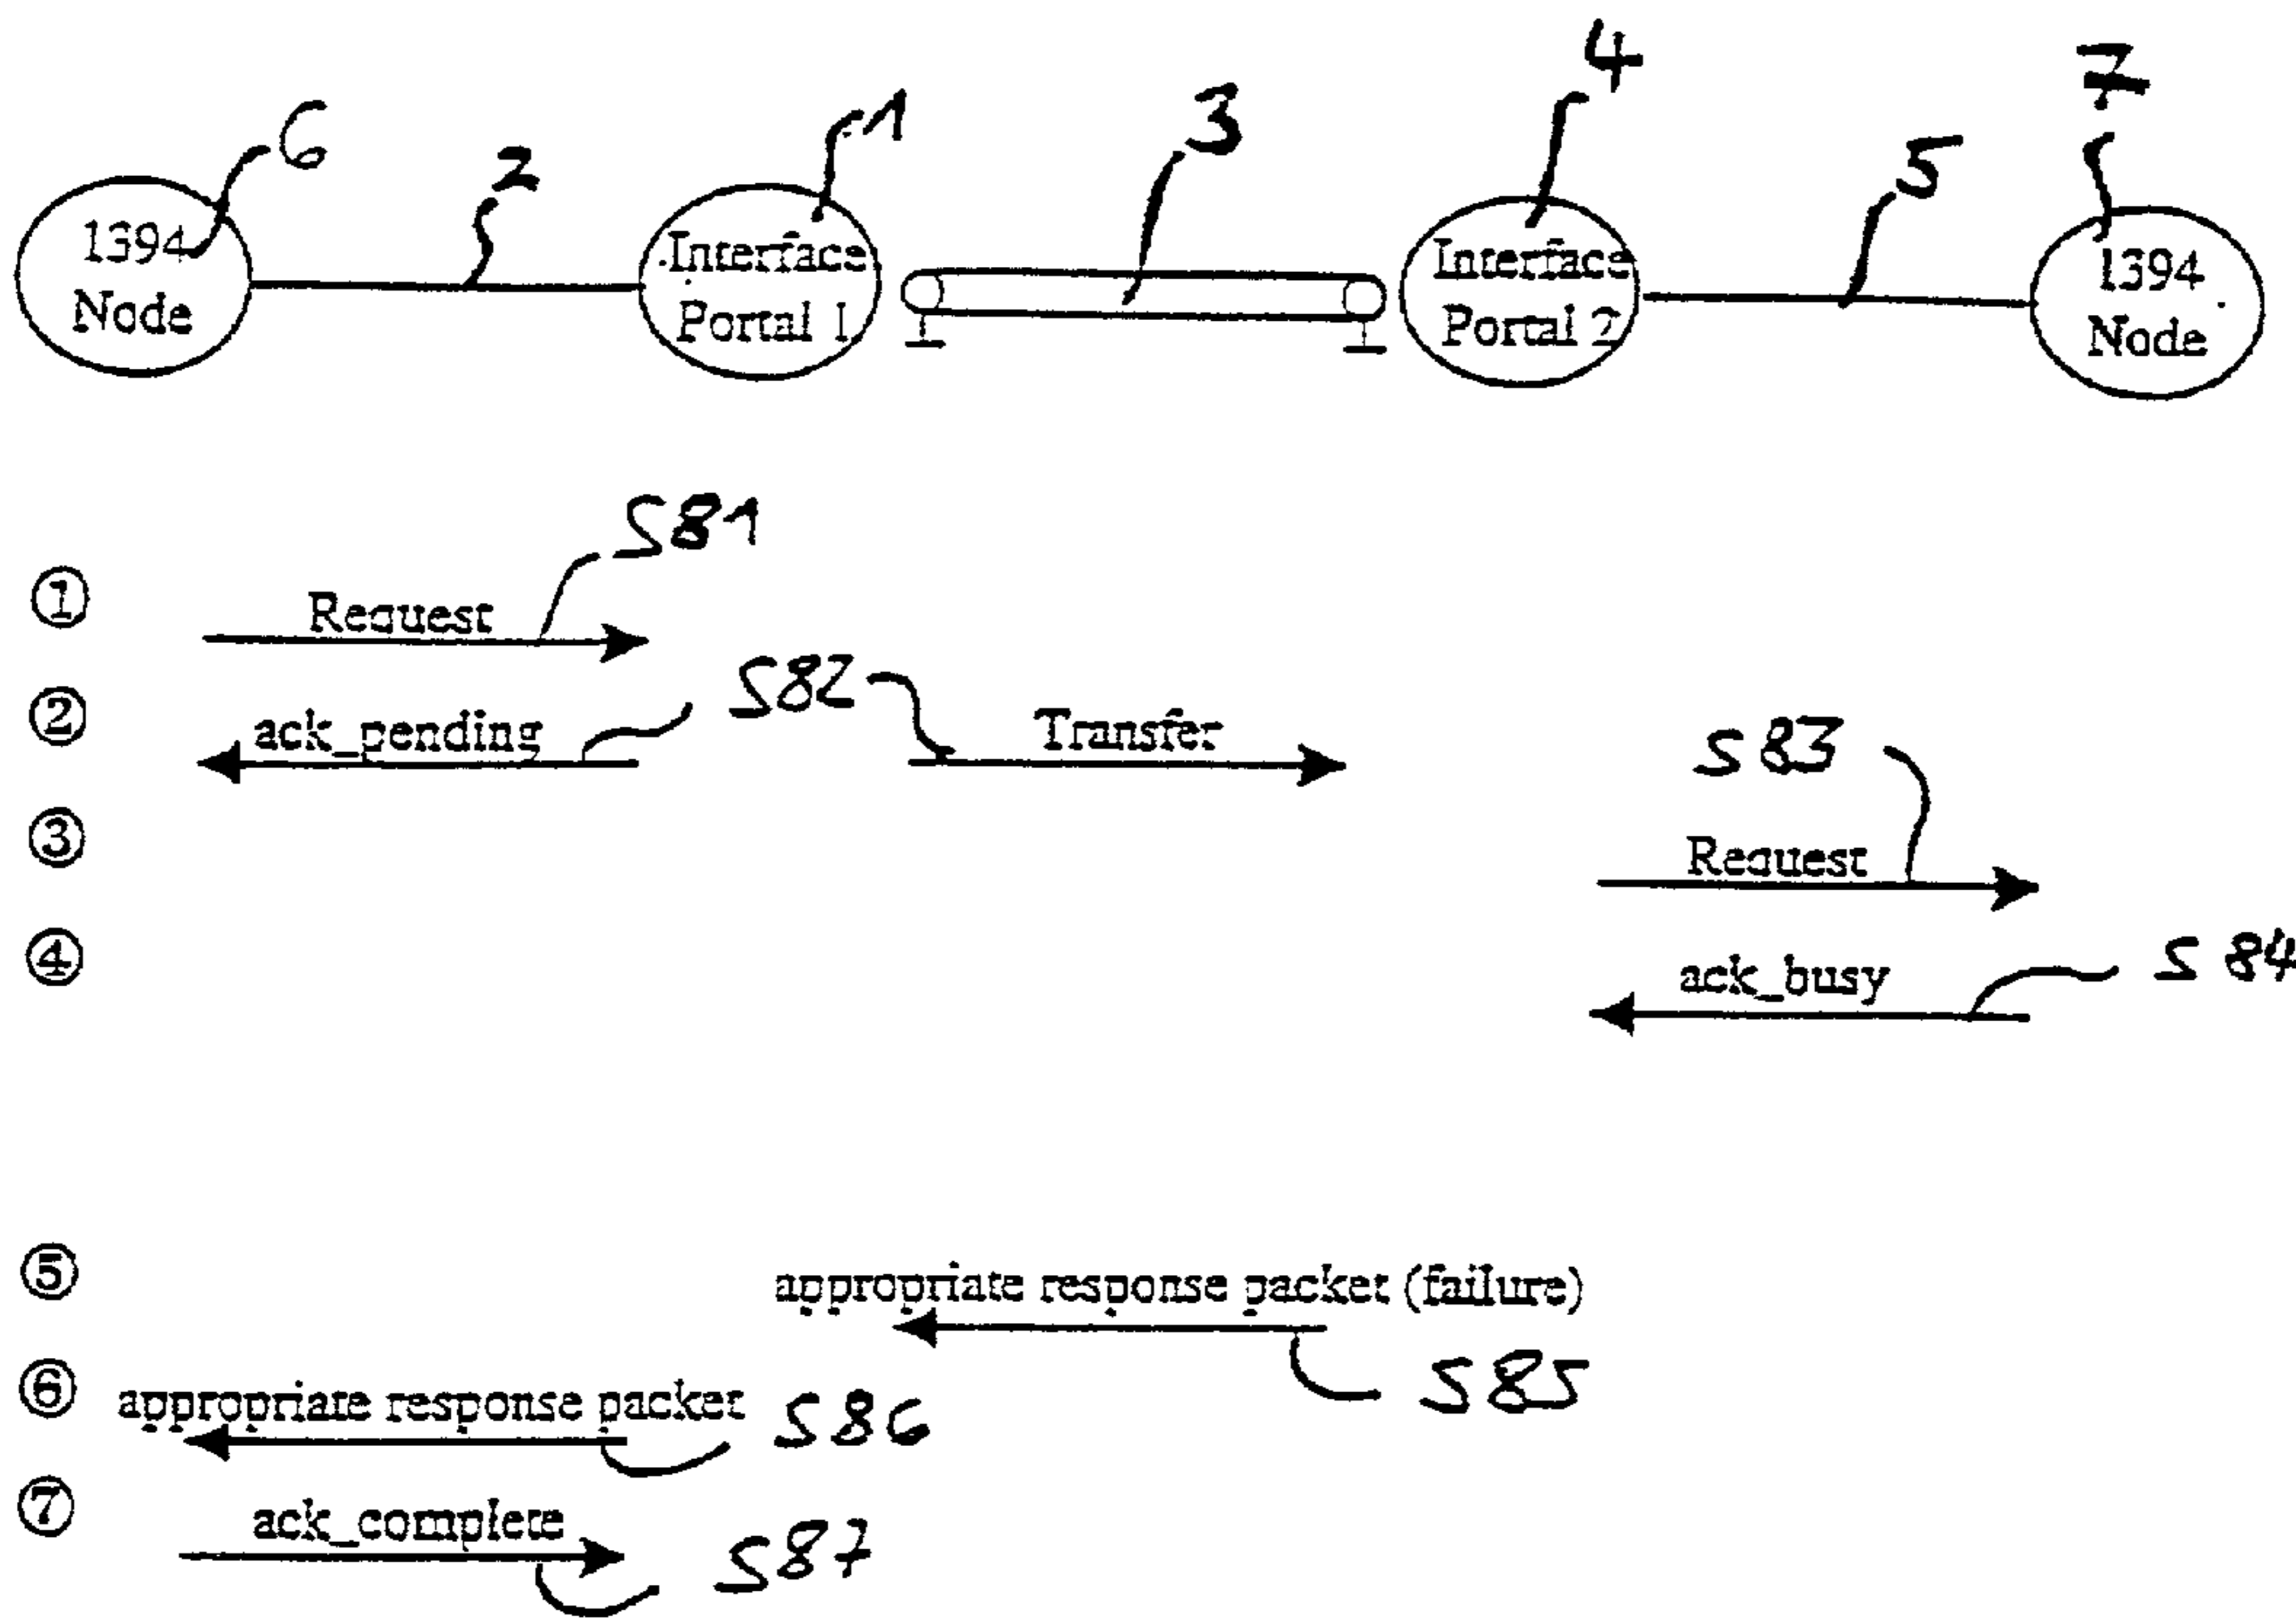 6
2
1
3
4
5
7
1394
Node
Interface
Portal 1
Interface
Portal 2
1394
Node
S81
① Request
② ack_pending
S82
Transfer
S83
③ Request
④ ack_busy
S84
⑤ appropriate response packet (failure)
S85
⑥ appropriate response packet
S86
⑦ ack_complete
S87